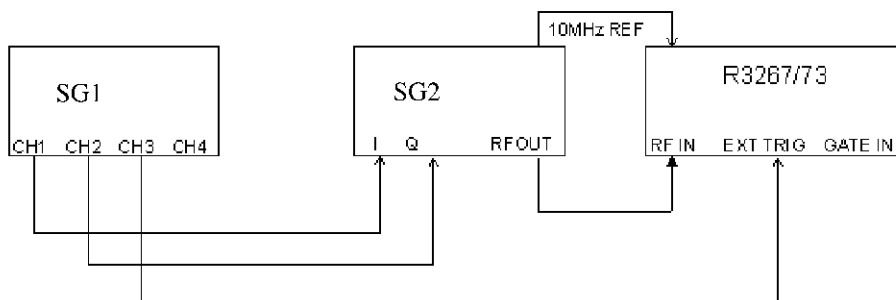 10MHz REF
SG1
SG2
R3267/73
CH1 CH2 CH3 CH4
I Q RFOUT
RF IN EXT TRIG GATE IN